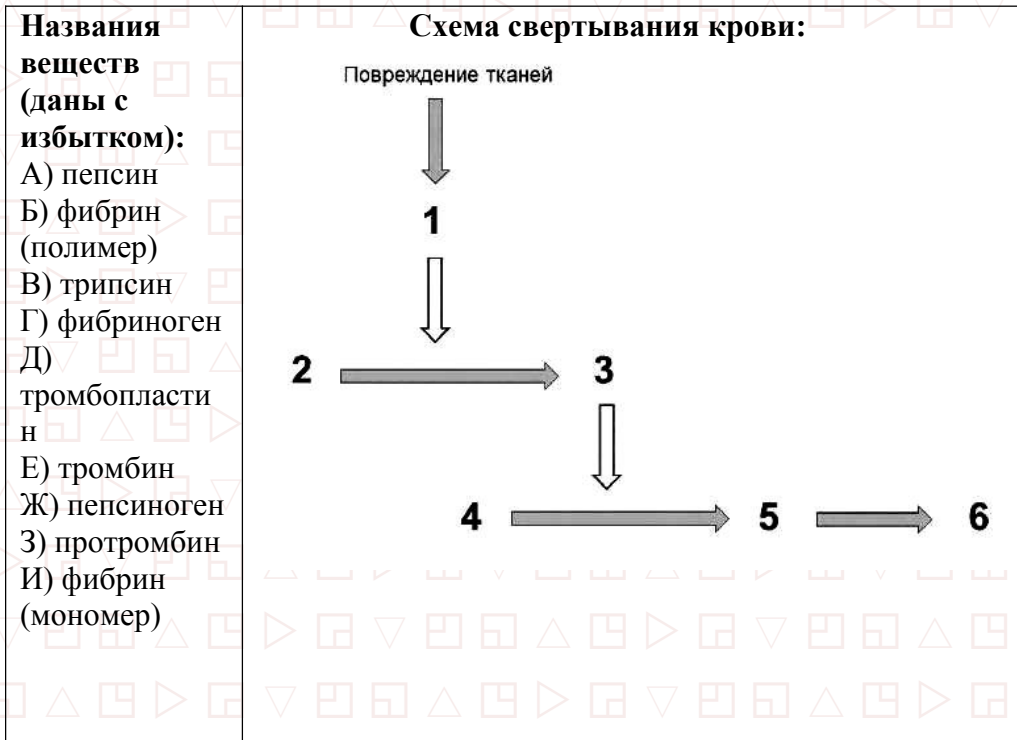 Названия
веществ
(даны с
избытком):
А) пепсин
Б) фибрин
(полимер)
В) трипсин
Г) фибриноген
Д)
тромбопласти
н
Е) тромбин
Ж) пепсиноген
З) протромбин
И) фибрин
(мономер)
Схема свертывания крови:
Повреждение тканей
1
2 3
4 5 6